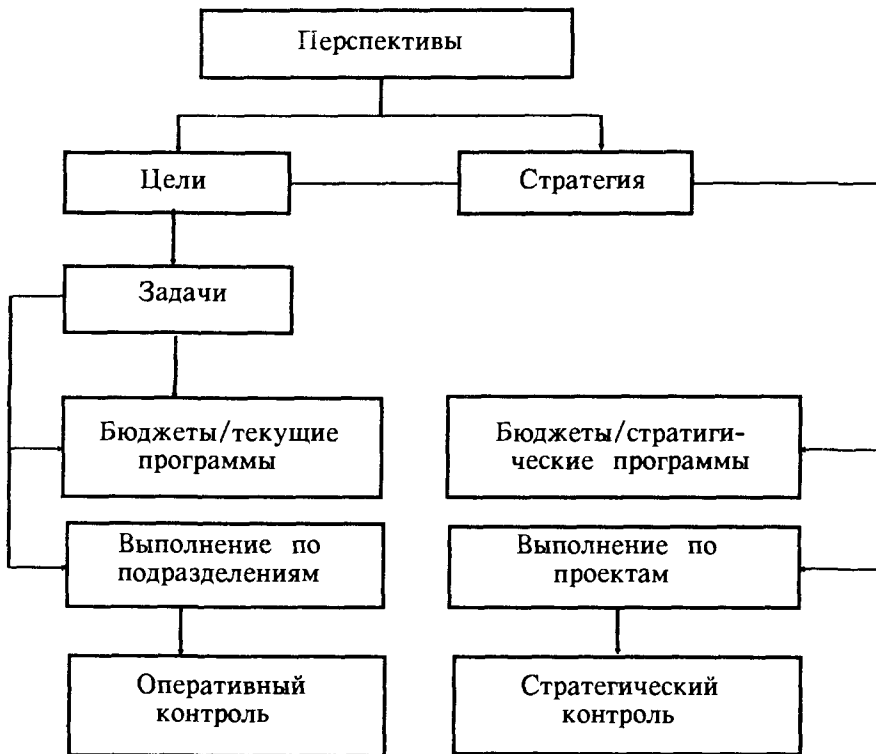 Перспективы
Цели
Стратегия
Задачи
Бюджеты/текущие
программы
Бюджеты/стратиги-
ческие программы
Выполнение по
подразделениям
Выполнение по
проектам
Оперативный
контроль
Стратегический
контроль